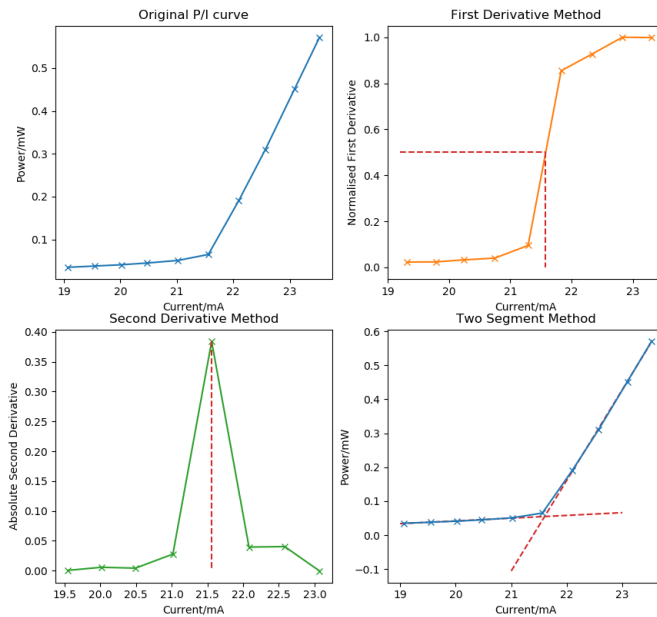 Original P/I curve
Power/mW
0.5
0.4
0.3
0.2
0.1
19 20 21 22 23
Current/mA
First Derivative Method
Normalised First Derivative
1.0
0.8
0.6
0.4
0.2
0.0
19 20 21 22 23
Current/mA
Second Derivative Method
Absolute Second Derivative
0.40
0.35
0.30
0.25
0.20
0.15
0.10
0.05
0.00
19.5 20.0 20.5 21.0 21.5 22.0 22.5 23.0
Current/mA
Two Segment Method
Power/mW
0.6
0.5
0.4
0.3
0.2
0.1
0.0
−0.1
19 20 21 22 23
Current/mA